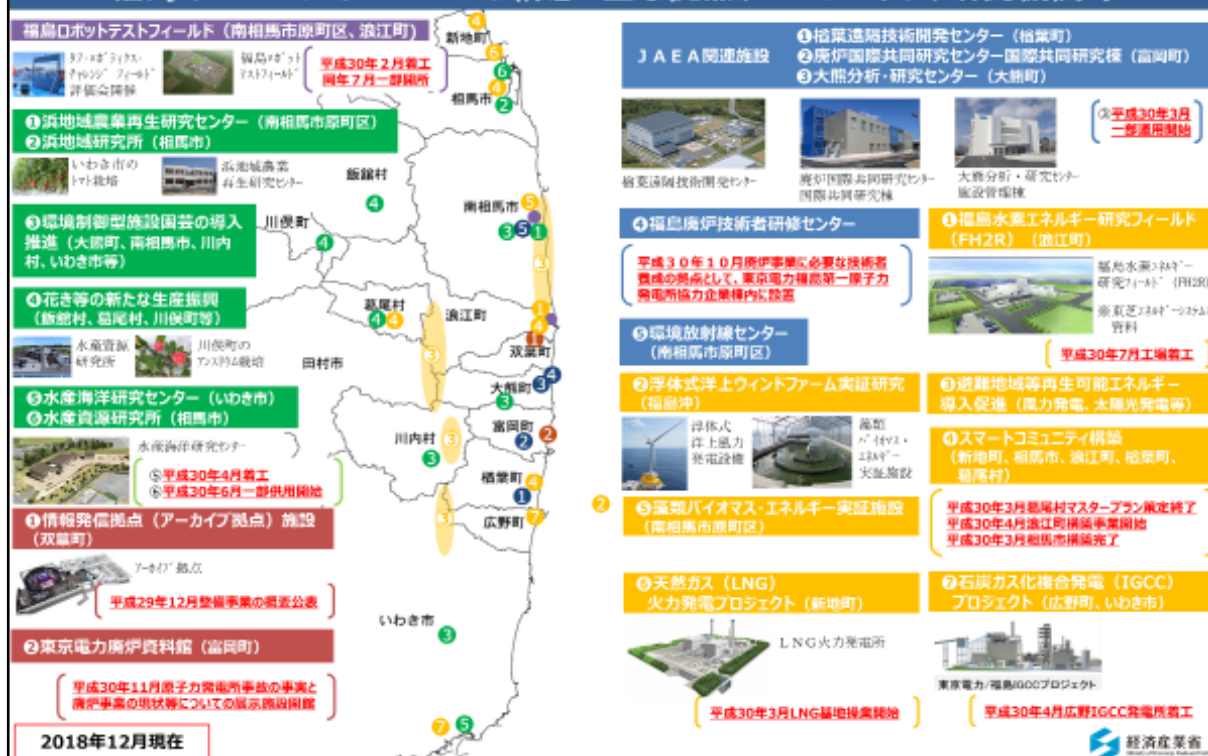 福島ロボットテストフィールド（南相馬市原町区、浪江町）
福島ロボット
テストフィールド
平成30年2月着工
同年7月一部開所
❶浜地域農業再生研究センター（南相馬市原町区）
❷浜地域研究所（相馬市）
いわき市の
トマト栽培
浜地域農業
再生研究センター
❸環境制御型施設園芸の導入
推進（大熊町、南相馬市、川内
村、いわき市等）
❹花き等の新たな生産振興
（飯舘村、葛尾村、川俣町等）
水産資源
研究所
川俣町の
アンスリウム栽培
❺水産海洋研究センター（いわき市）
❻水産資源研究所（相馬市）
水産海洋研究センター
⑤平成30年4月着工
⑥平成30年6月一部供用開始
❶情報発信拠点（アーカイブ拠点）施設
（双葉町）
アーカイブ拠点
平成29年12月整備事業の概要公表
❷東京電力廃炉資料館（富岡町）
平成30年11月原子力発電所事故の事実と
廃炉事業の現状等についての展示施設開館
2018年12月現在
新地町
相馬市
飯舘村
南相馬市
川俣町
葛尾村
浪江町
双葉町
田村市
大熊町
富岡町
川内村
楢葉町
広野町
いわき市
JAEA関連施設
❶楢葉遠隔技術開発センター（楢葉町）
❷廃炉国際共同研究センター国際共同研究棟（富岡町）
❸大熊分析・研究センター（大熊町）
平成30年3月
一部運用開始
楢葉遠隔技術開発センター
廃炉国際共同研究センター
国際共同研究棟
大熊分析・研究センター
施設管理棟
❹福島廃炉技術者研修センター
平成３０年１０月廃炉事業に必要な技術者
養成の拠点として、東京電力福島第一原子力
発電所協力企業棟内に設置
❺環境放射線センター
（南相馬市原町区）
❶福島水素エネルギー研究フィールド
（FH2R）（浪江町）
福島水素エネルギー
研究フィールド（FH2R）
※東芝エネルギーシステムズ
資料
平成30年7月工場着工
❷浮体式洋上ウィンドファーム実証研究
（福島沖）
浮体式
洋上風力
発電設備
藻類
バイオマス・
エネルギー
実証施設
❸避難地域等再生可能エネルギー
導入促進（風力発電、太陽光発電等）
❹スマートコミュニティ構築
（新地町、相馬市、浪江町、楢葉町、
葛尾村）
平成30年3月葛尾村マスタープラン策定終了
平成30年4月浪江町構築事業開始
平成30年3月相馬市構築完了
❺藻類バイオマス・エネルギー実証施設
（南相馬市原町区）
❻天然ガス（LNG）
火力発電プロジェクト（新地町）
LNG火力発電所
平成30年3月LNG基地操業開始
❼石炭ガス化複合発電（IGCC）
プロジェクト（広野町、いわき市）
東京電力/福島IGCCプロジェクト
平成30年4月広野IGCC発電所着工
経済産業省